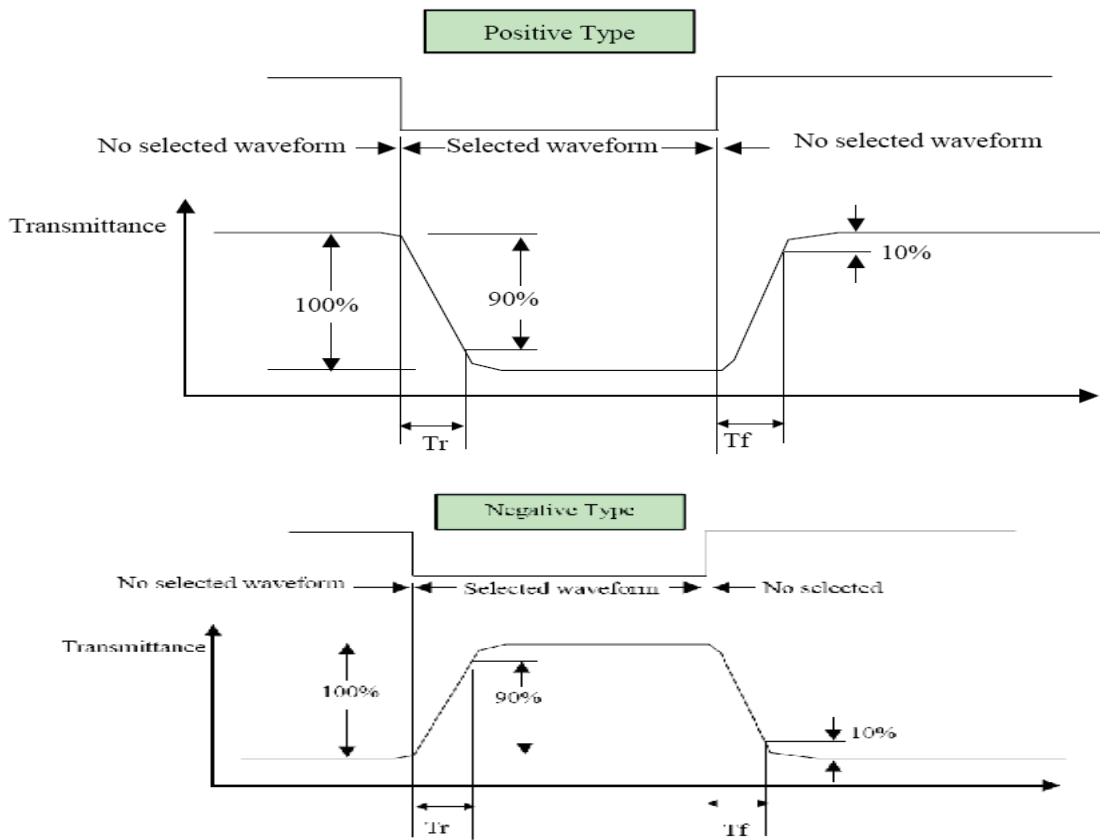 Positive Type
No selected waveform
Selected waveform
No selected waveform
Transmittance
100%
90%
10%
Tr
Tf
Negative Type
No selected waveform
Selected waveform
No selected
Transmittance
100%
90%
10%
Tr
Tf